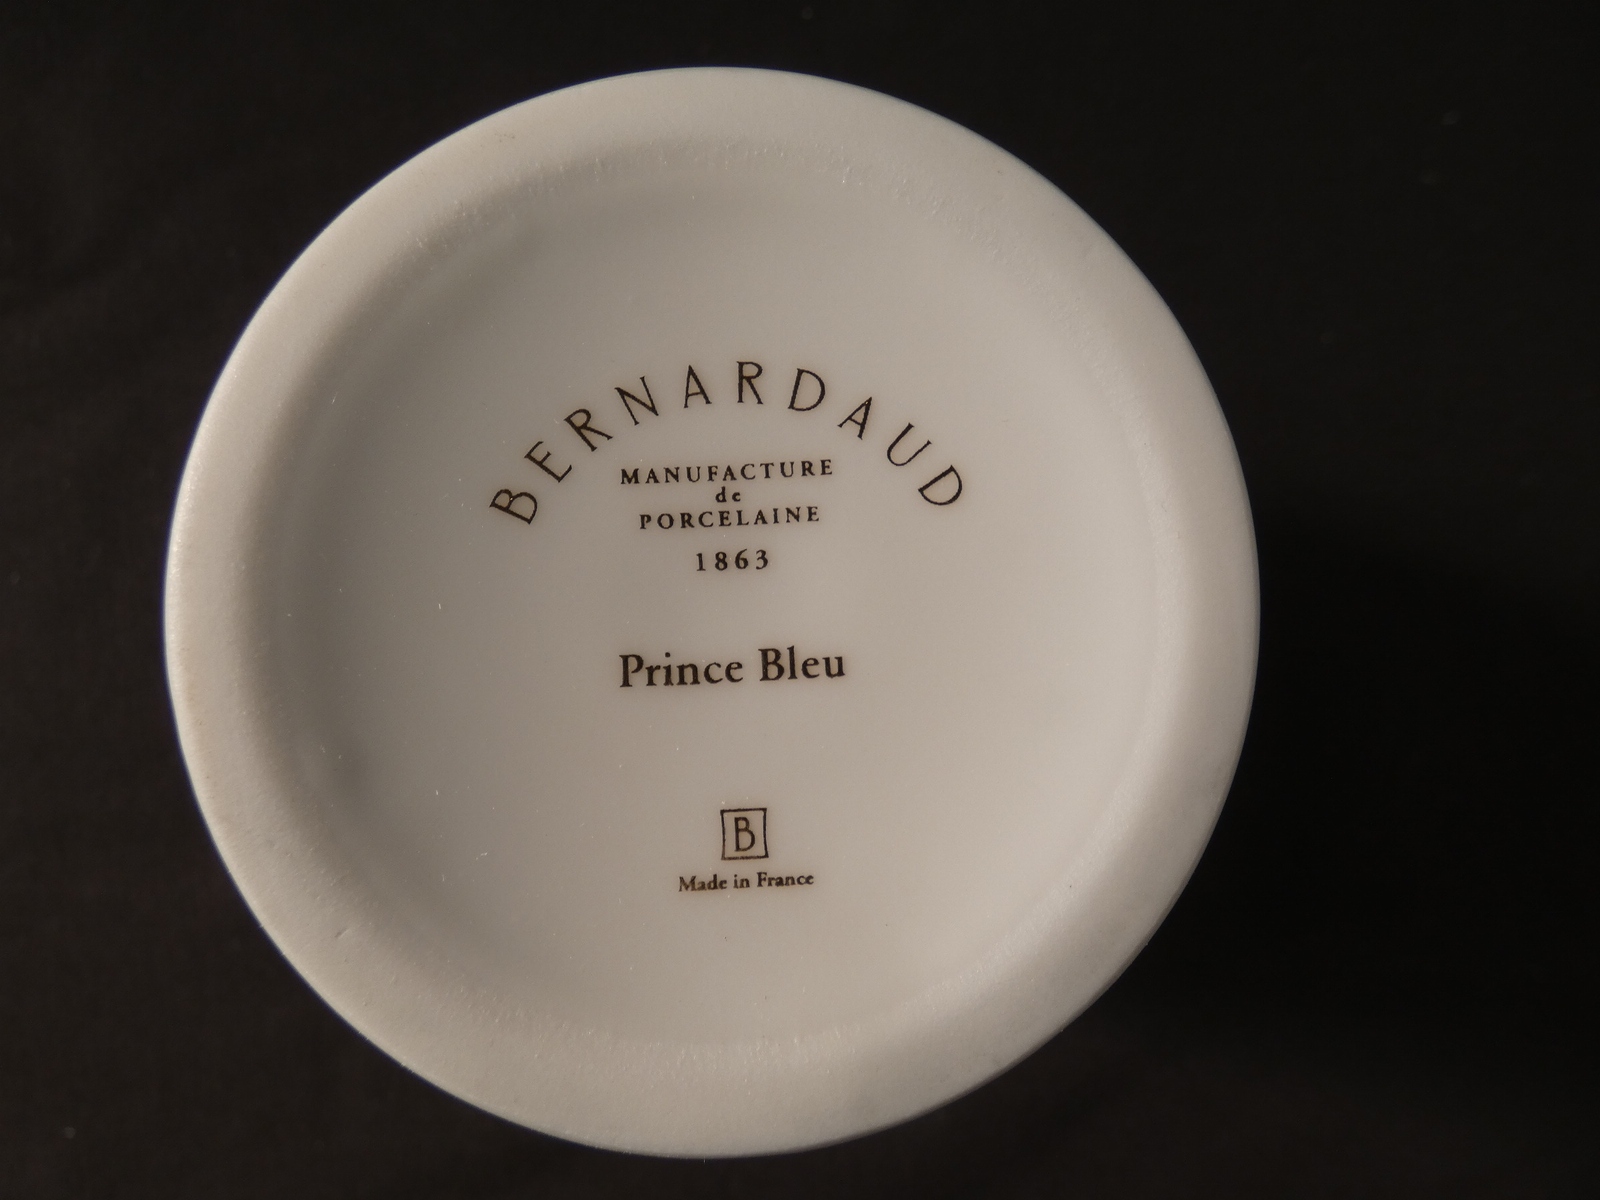 BERNARDAUD
MANUFACTURE
de
PORCELAINE
1863
Prince Bleu
B
Made in France